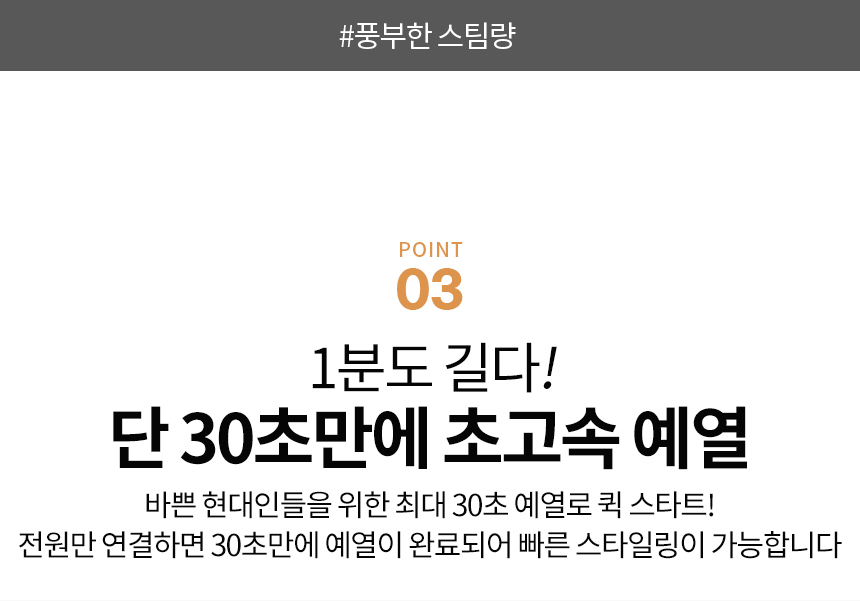 #풍부한 스팀량
POINT
03
1분도 길다!
단 30초만에 초고속 예열
바쁜 현대인들을 위한 최대 30초 예열로 퀵 스타트!
전원만 연결하면 30초만에 예열이 완료되어 빠른 스타일링이 가능합니다